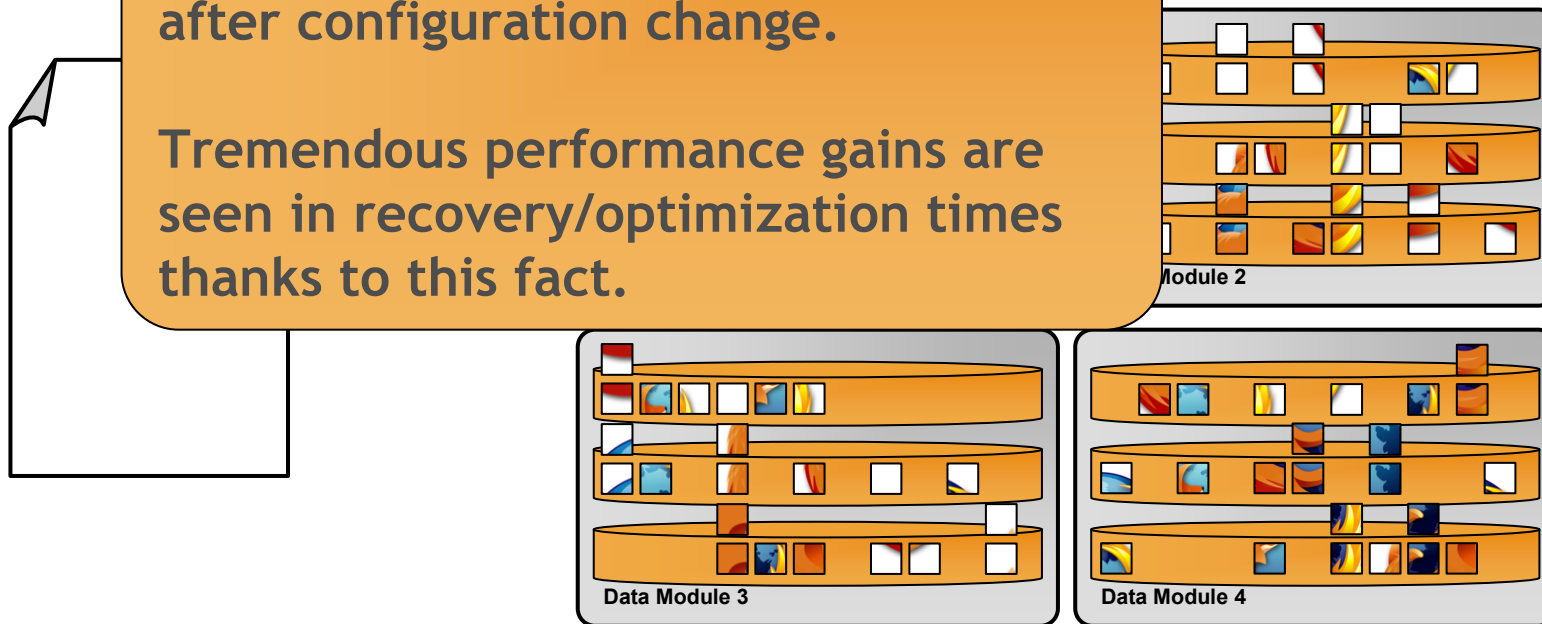 after configuration change.
Tremendous performance gains are
seen in recovery/optimization times
thanks to this fact.
Module 2
Data Module 3
Data Module 4